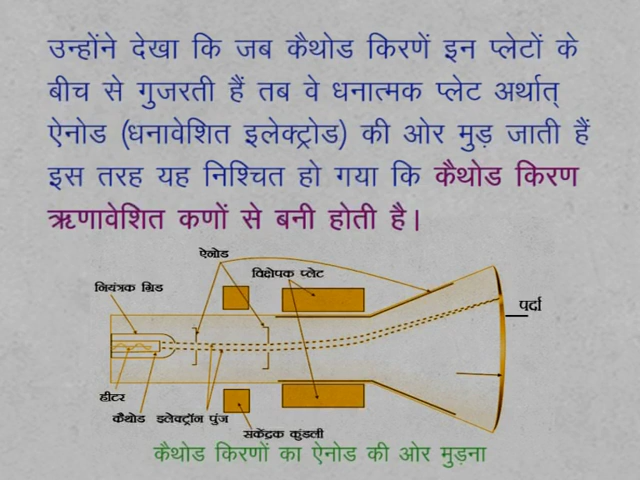 उन्होंने देखा कि जब कैथोड किरणें इन प्लेटों के
बीच से गुजरती हैं तब वे धनात्मक प्लेट अर्थात्
ऐनोड (धनावेशित इलेक्ट्रोड) की ओर मुड़ जाती हैं
इस तरह यह निश्चित हो गया कि कैथोड किरण
ऋणावेशित कणों से बनी होती है।
ऐनोड
विक्षेपक प्लेट
नियंत्रक ग्रिड
पर्दा
हीटर
कैथोड इलेक्ट्रॉन पुंज
संकेंद्रक कुंडली
कैथोड किरणों का ऐनोड की ओर मुड़ना